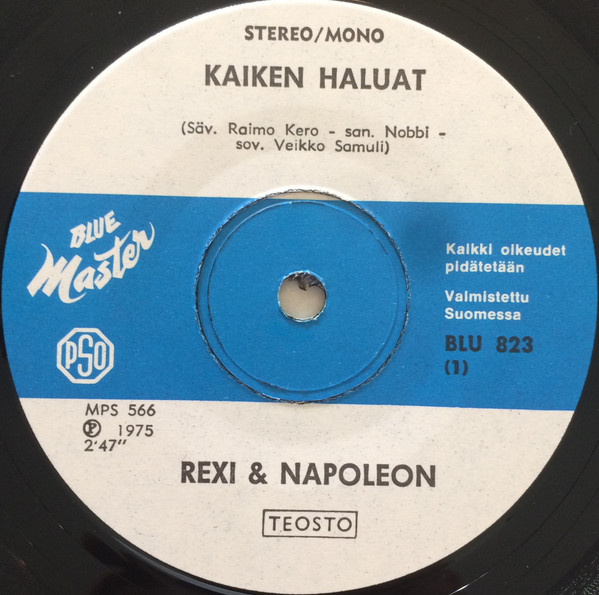 STEREO/MONO
KAIKEN HALUAT
(Säv. Raimo Kero - san. Nobbi -
sov. Veikko Samuli)
BLUE
Master
Kaikki oikeudet
pidätetään
Valmistettu
Suomessa
BLU 823
(1)
PSO
MPS 566
Ⓟ 1975
2'47"
REXI & NAPOLEON
TEOSTO